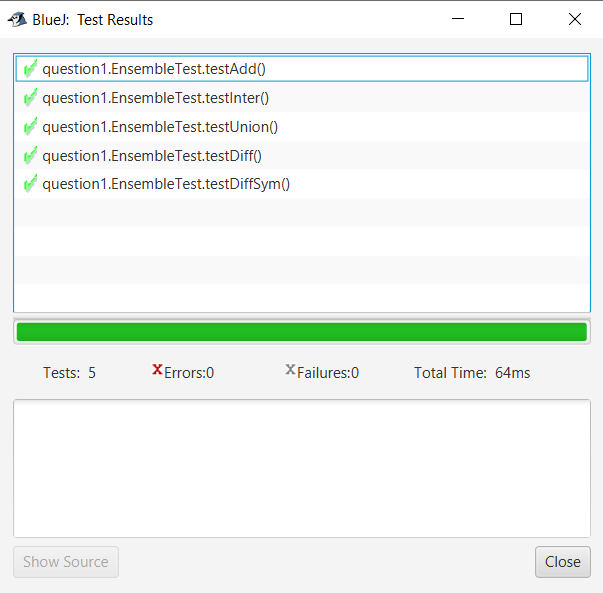 BlueJ:  Test Results
question1.EnsembleTest.testAdd()
question1.EnsembleTest.testInter()
question1.EnsembleTest.testUnion()
question1.EnsembleTest.testDiff()
question1.EnsembleTest.testDiffSym()
Tests:  5  X Errors:0  X Failures:0  Total Time:  64ms
Show Source  Close